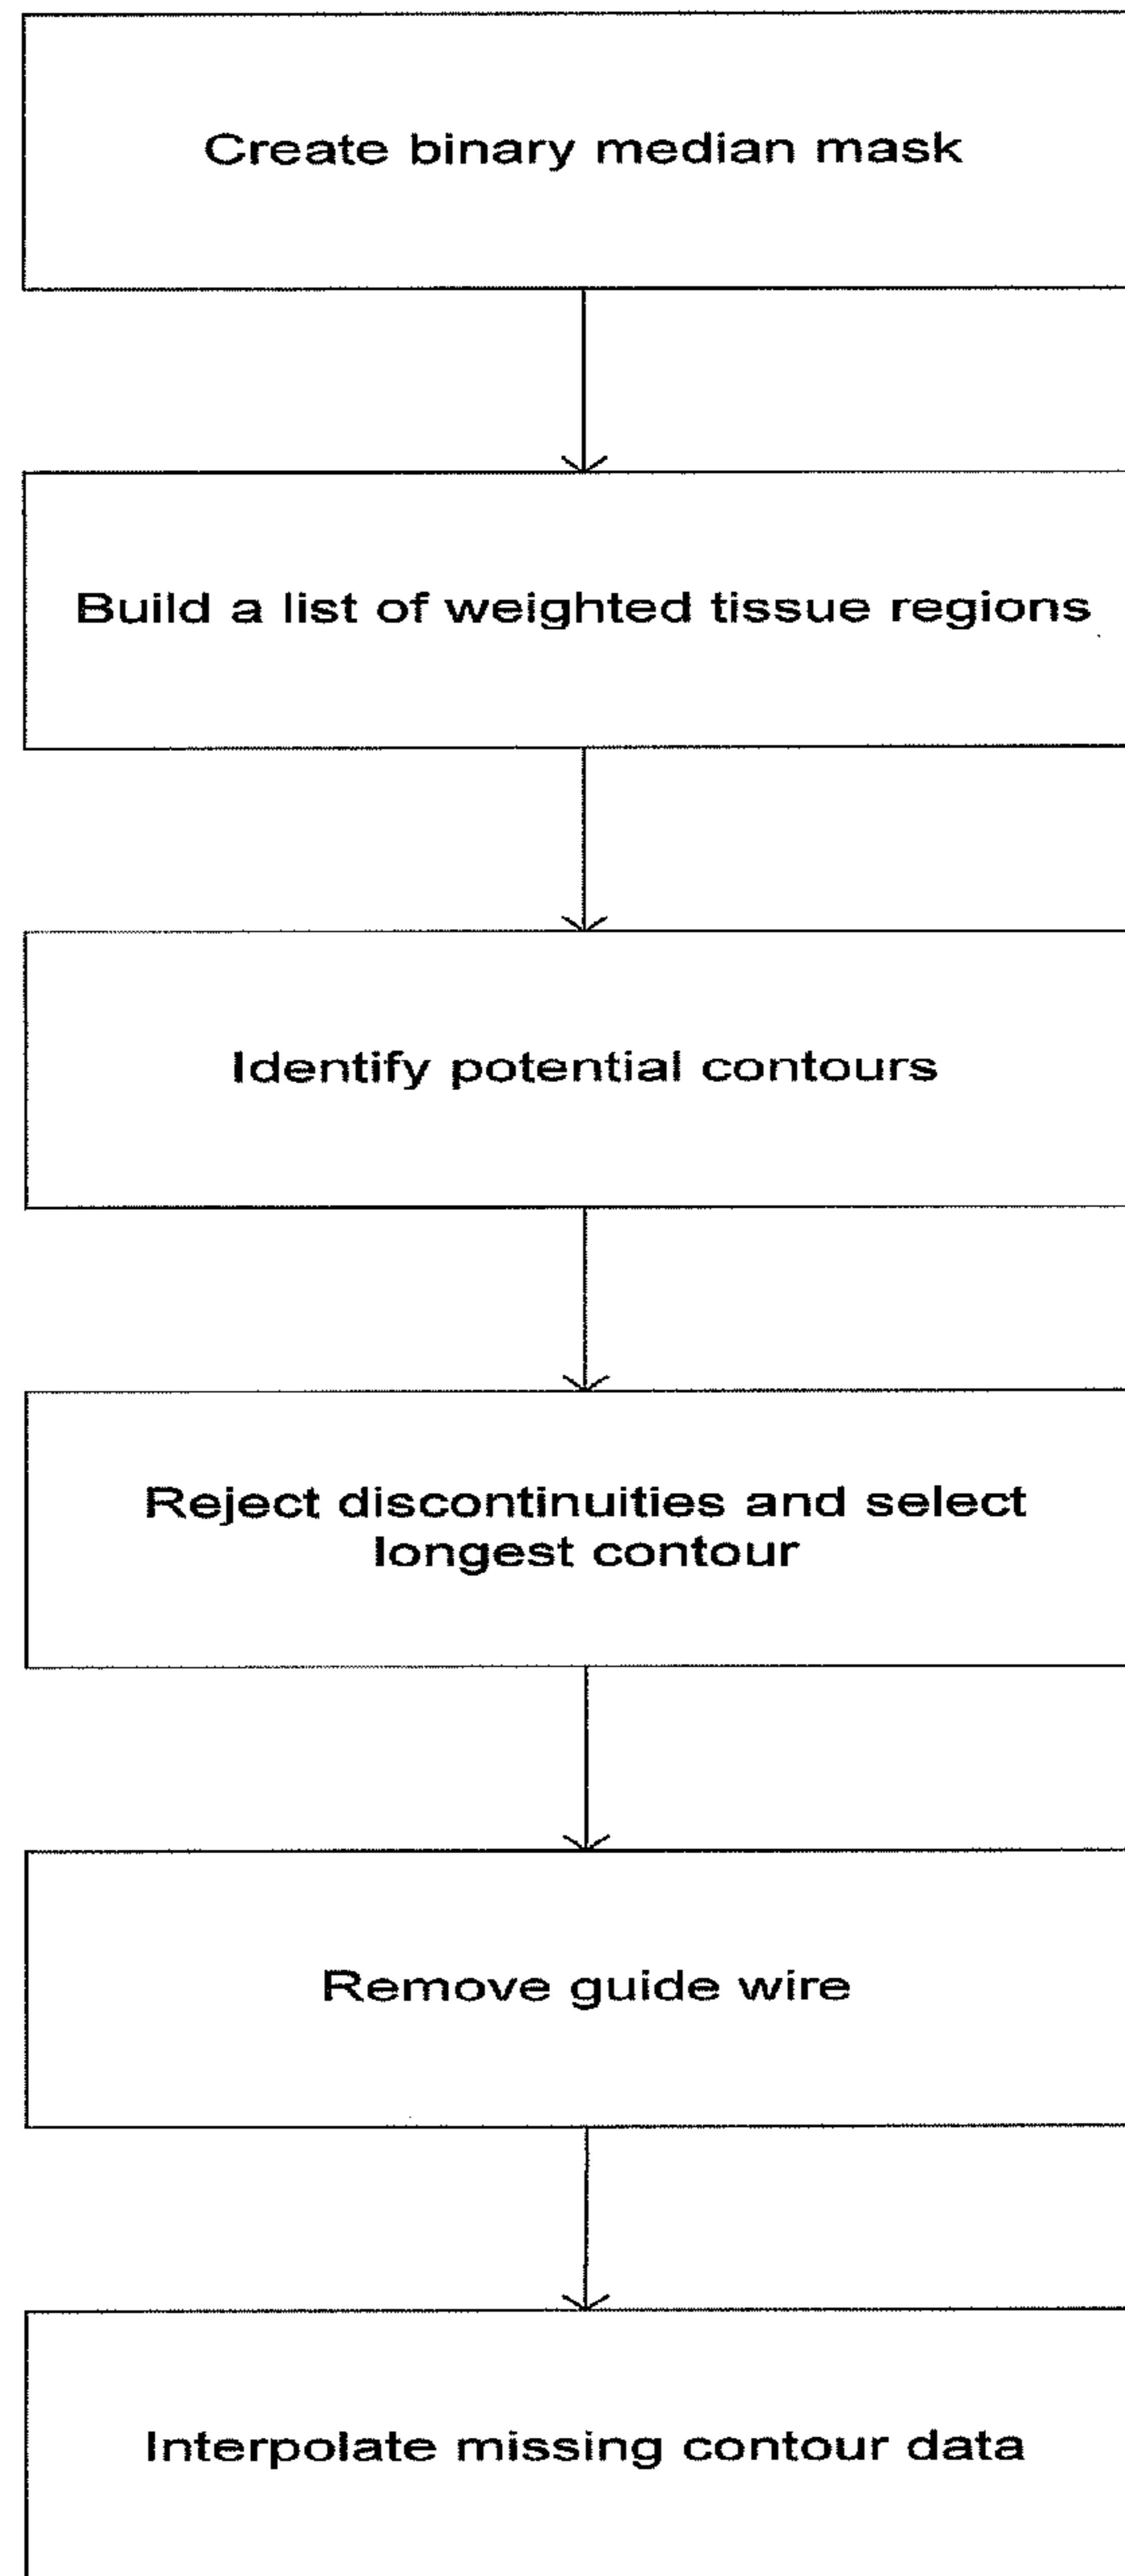 Create binary median mask
Build a list of weighted tissue regions
Identify potential contours
Reject discontinuities and select
longest contour
Remove guide wire
Interpolate missing contour data